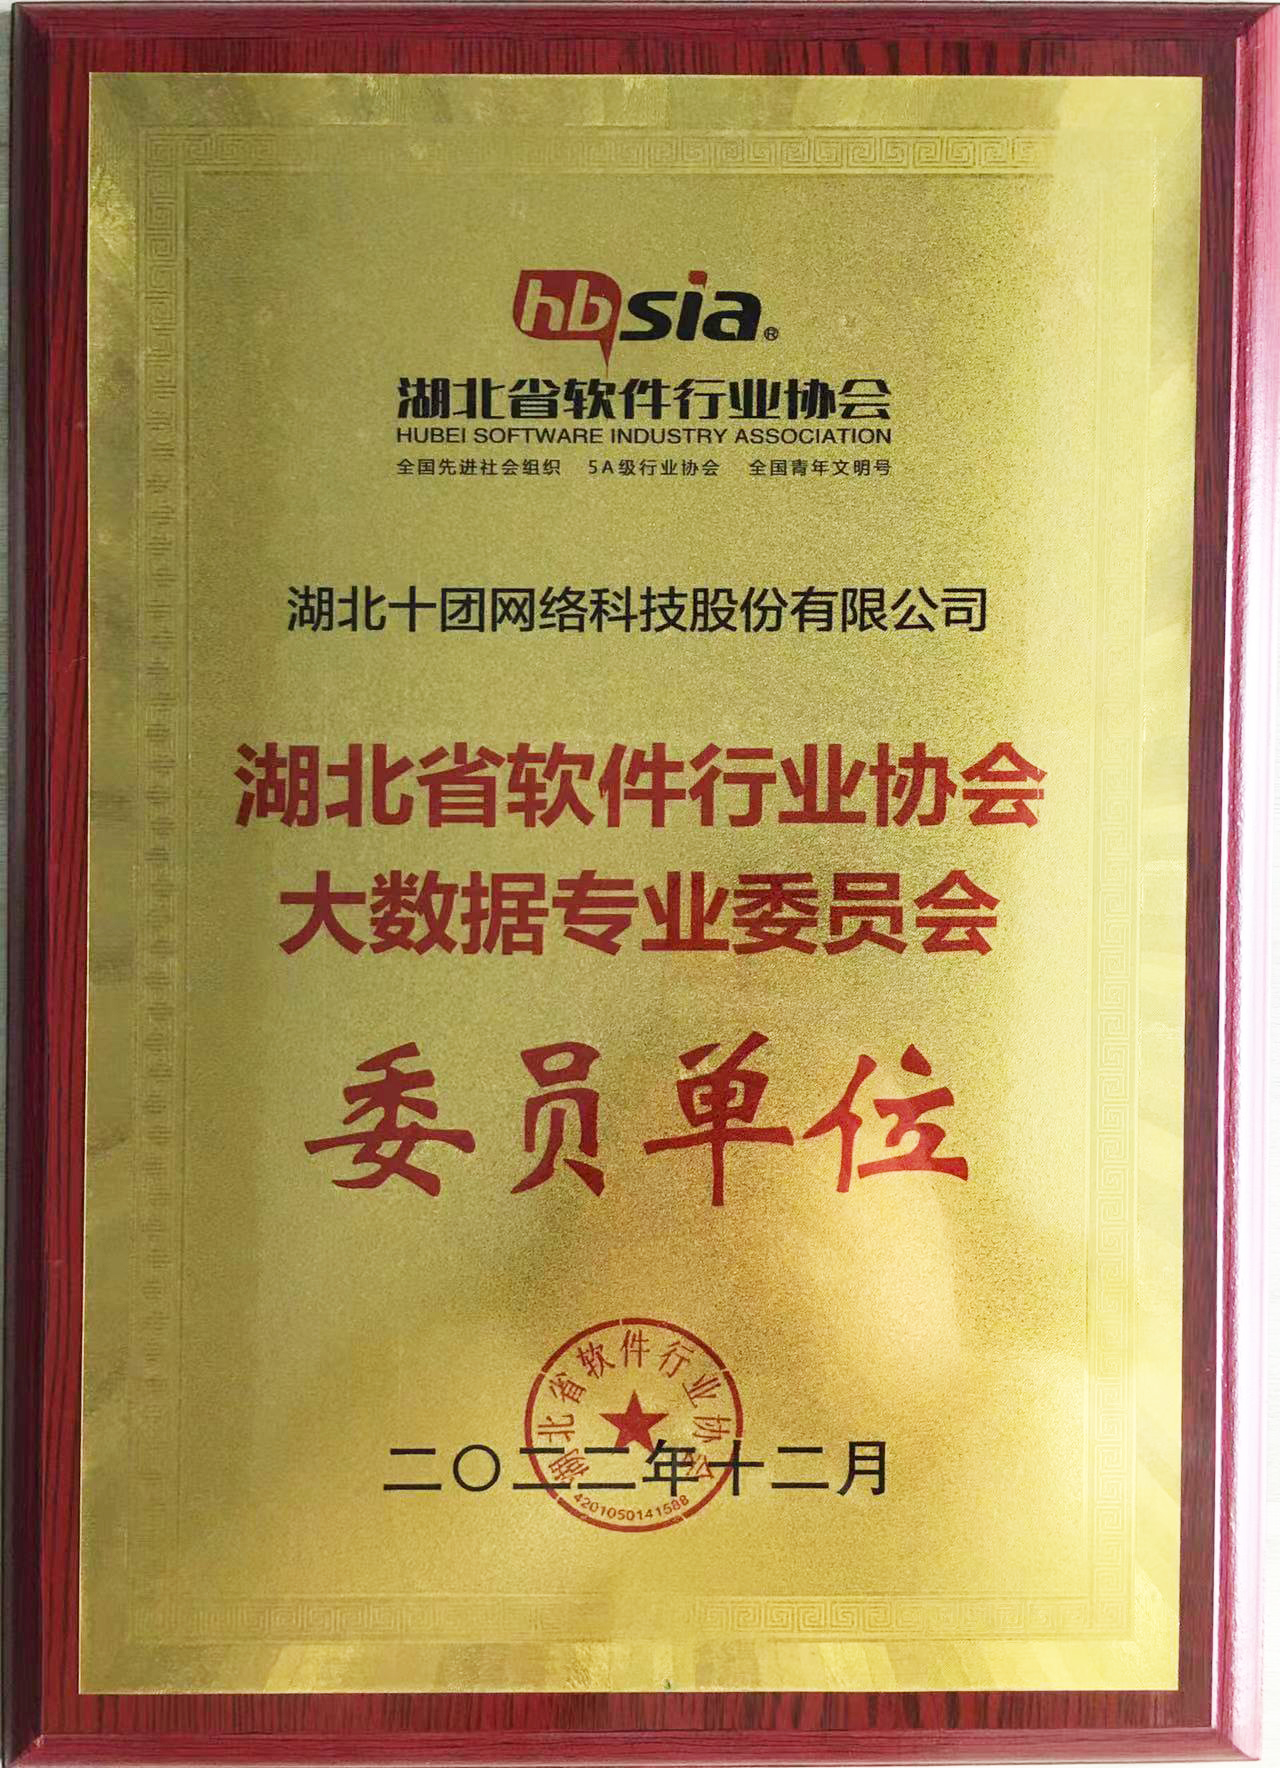 hbsia®
湖北省软件行业协会
HUBEI SOFTWARE INDUSTRY ASSOCIATION
全国先进社会组织 5A级行业协会 全国青年文明号
湖北十团网络科技股份有限公司
湖北省软件行业协会
大数据专业委员会
委员单位
湖北省软件行业协会
二〇二二年十二月
4201050141588